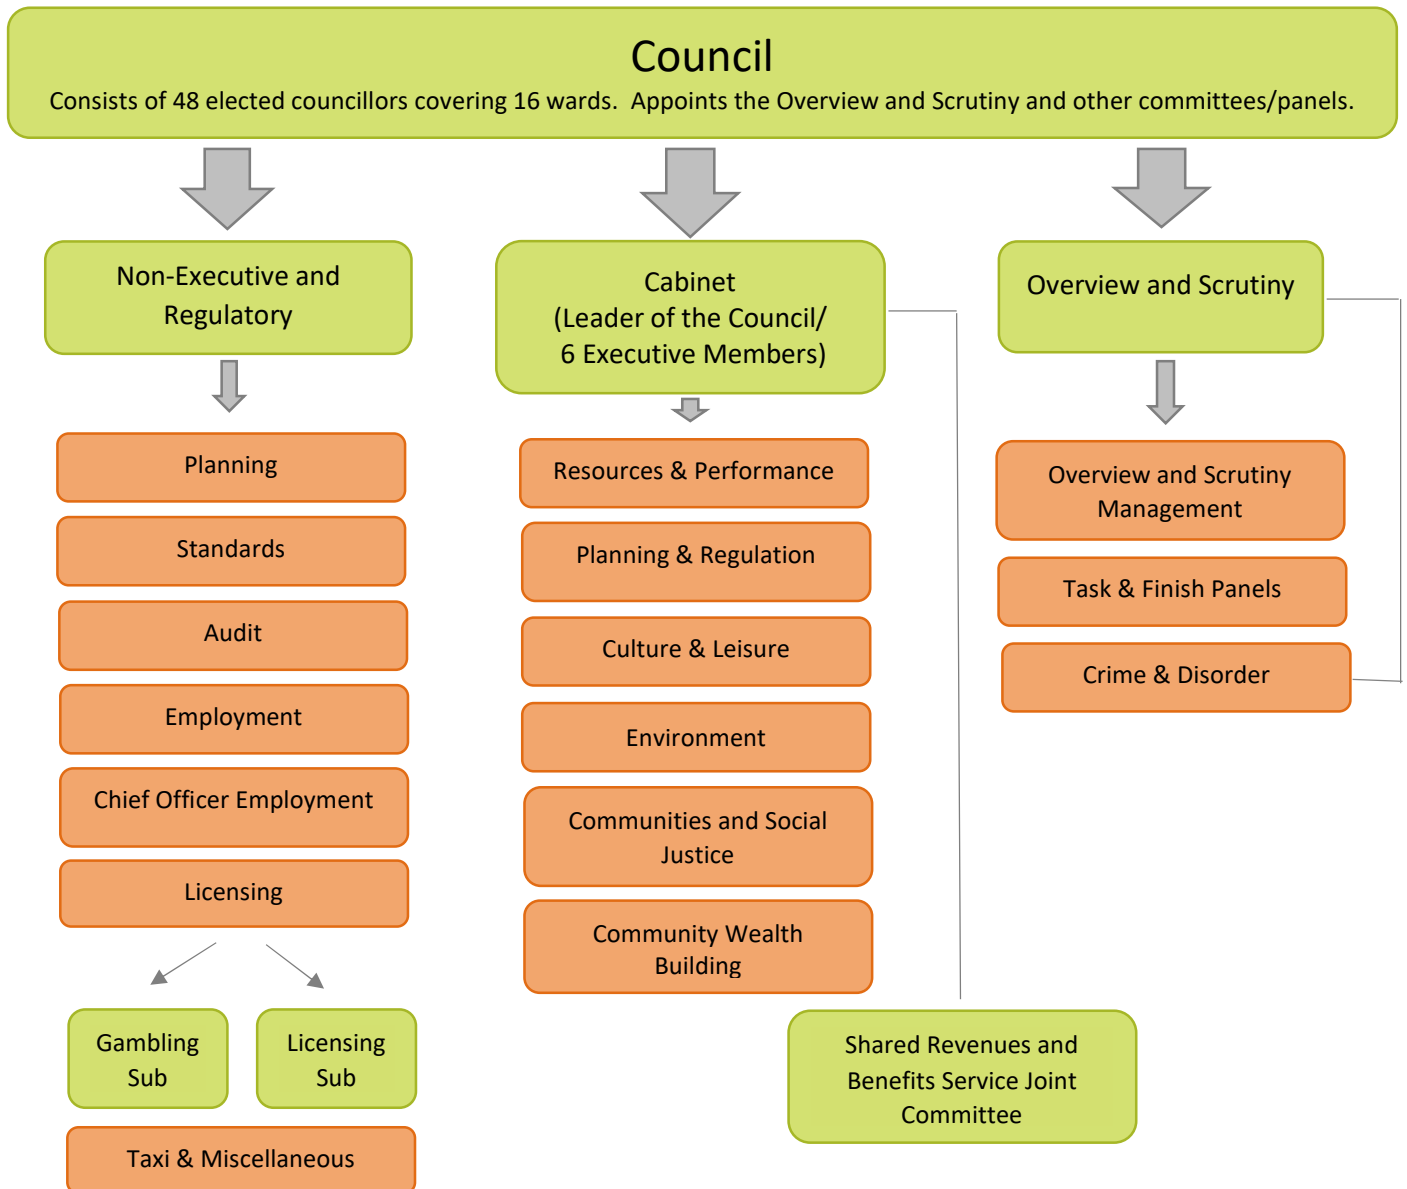 Council
Consists of 48 elected councillors covering 16 wards.  Appoints the Overview and Scrutiny and other committees/panels.
Non-Executive and
Regulatory
Planning
Standards
Audit
Employment
Chief Officer Employment
Licensing
Gambling
Sub
Licensing
Sub
Taxi & Miscellaneous
Cabinet
(Leader of the Council/
6 Executive Members)
Resources & Performance
Planning & Regulation
Culture & Leisure
Environment
Communities and Social
Justice
Community Wealth
Building
Shared Revenues and
Benefits Service Joint
Committee
Overview and Scrutiny
Overview and Scrutiny
Management
Task & Finish Panels
Crime & Disorder